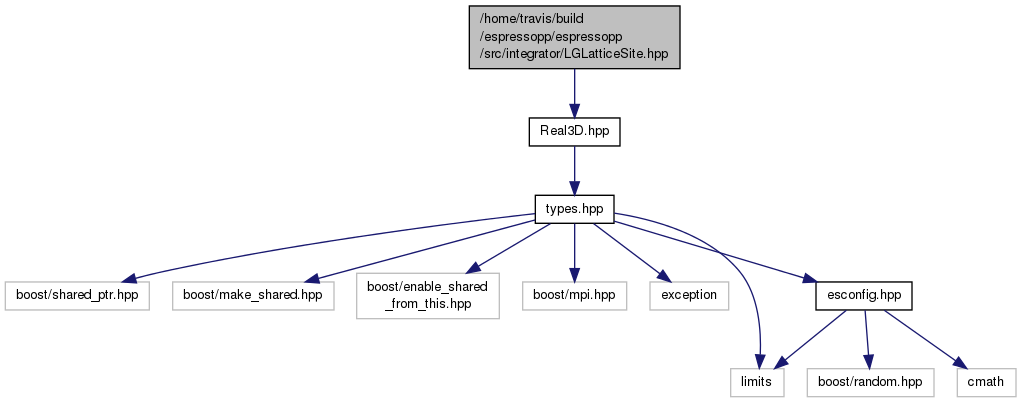 /home/travis/build
/espressopp/espressopp
/src/integrator/LGLatticeSite.hpp
Real3D.hpp
types.hpp
boost/shared_ptr.hpp
boost/make_shared.hpp
boost/enable_shared
_from_this.hpp
boost/mpi.hpp
exception
esconfig.hpp
limits
boost/random.hpp
cmath